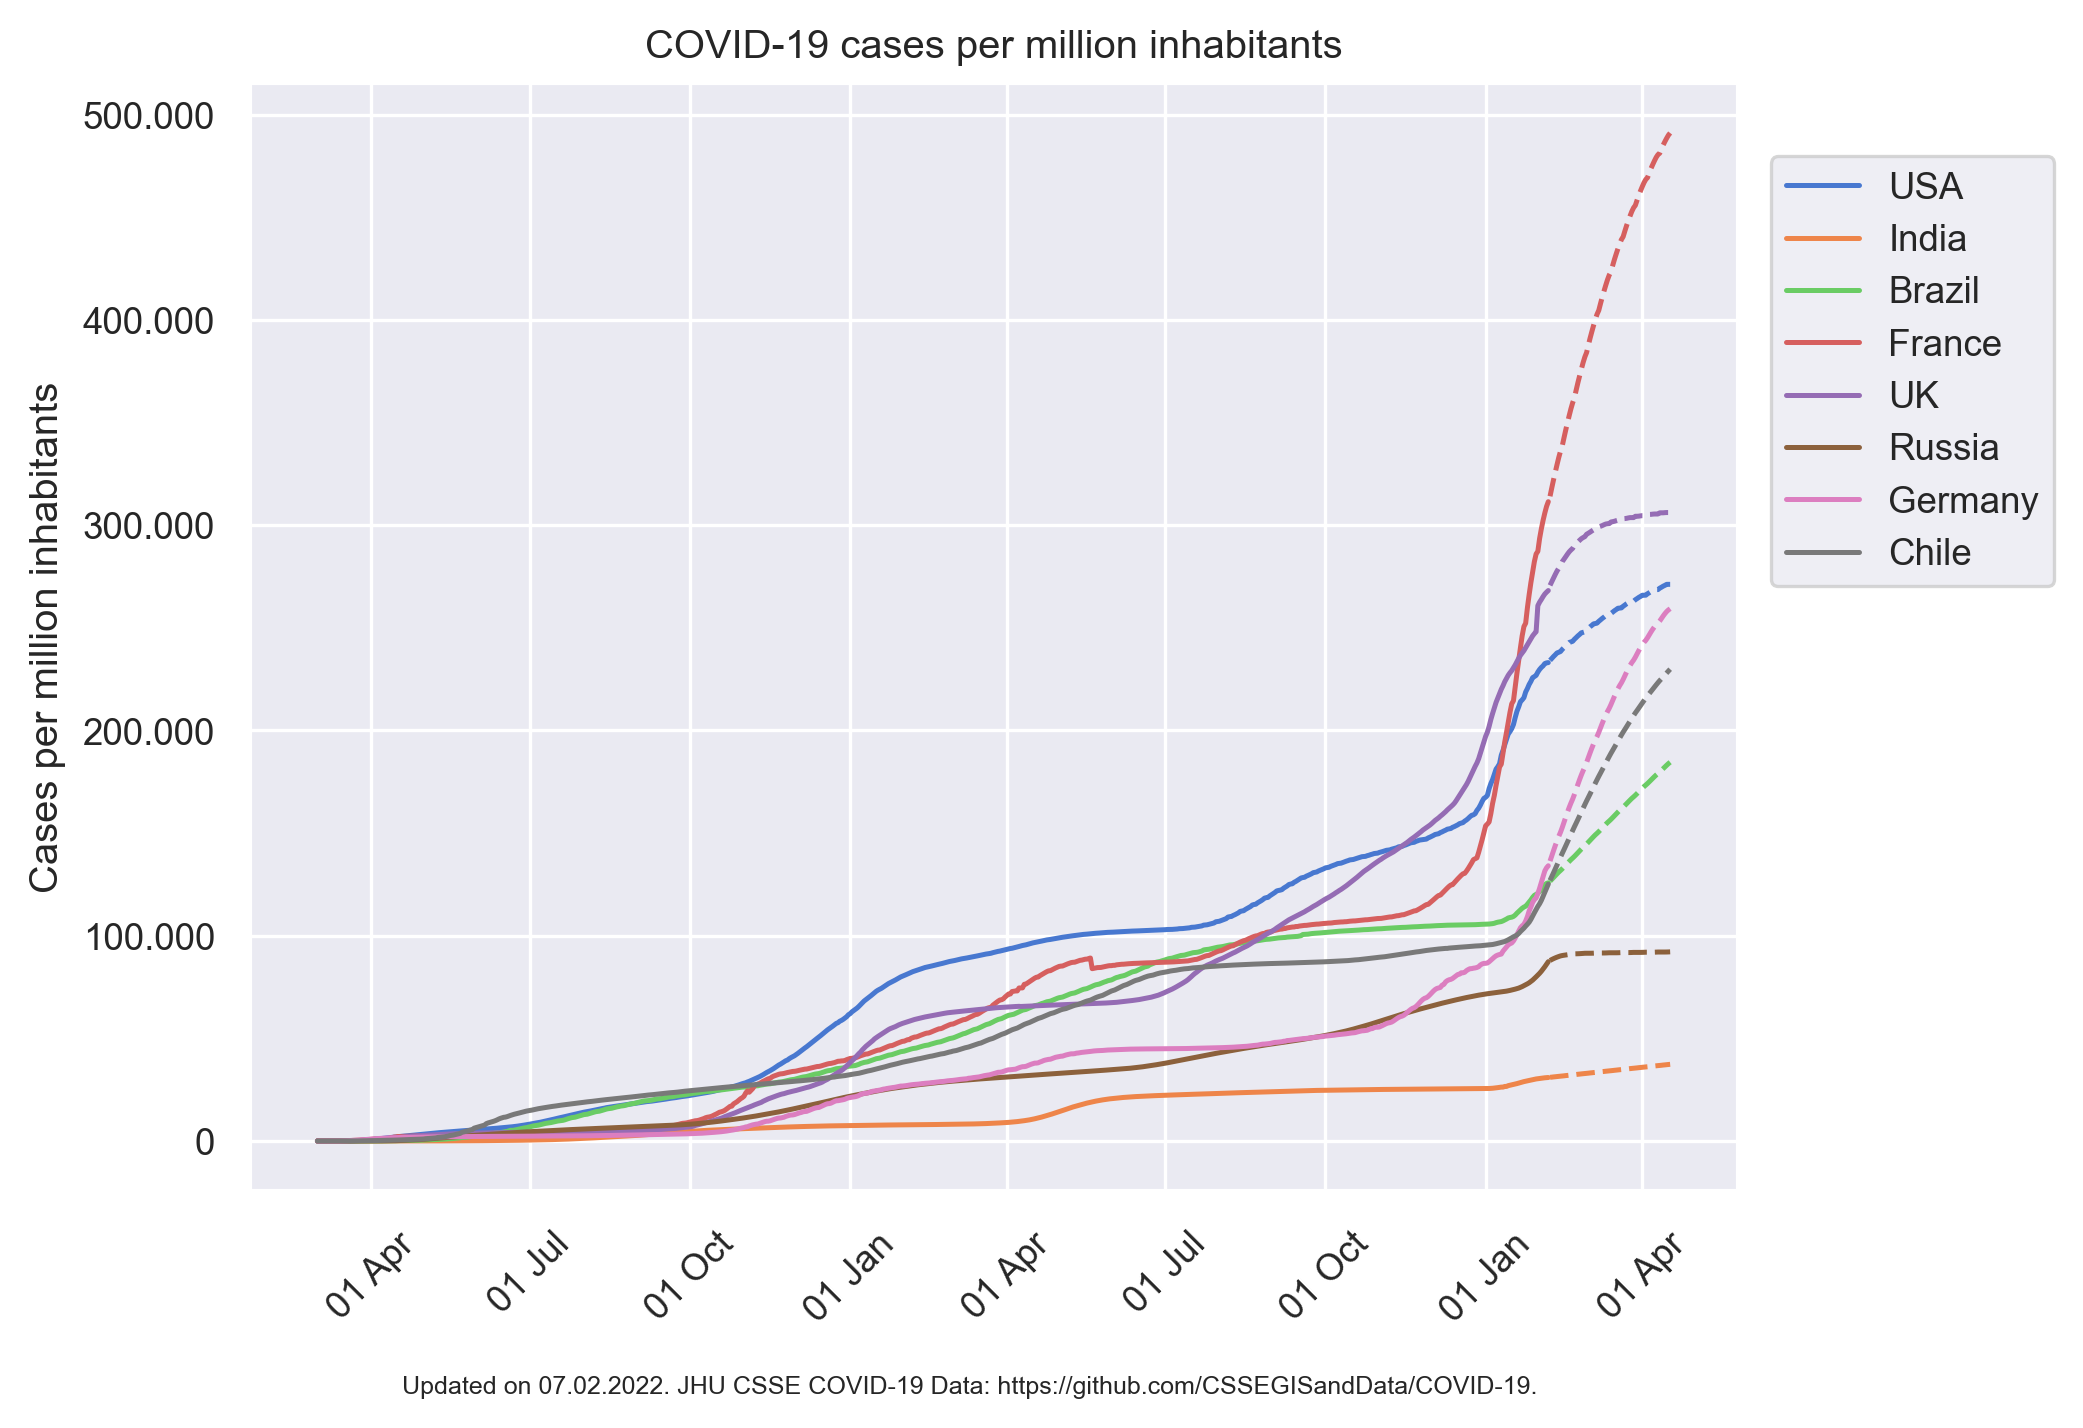 COVID-19 cases per million inhabitants
500.000
400.000
300.000
200.000
100.000
0
Cases per million inhabitants
USA
India
Brazil
France
UK
Russia
Germany
Chile
01 Apr
01 Jul
01 Oct
01 Jan
01 Apr
01 Jul
01 Oct
01 Jan
01 Apr
Updated on 07.02.2022. JHU CSSE COVID-19 Data: https://github.com/CSSEGISandData/COVID-19.